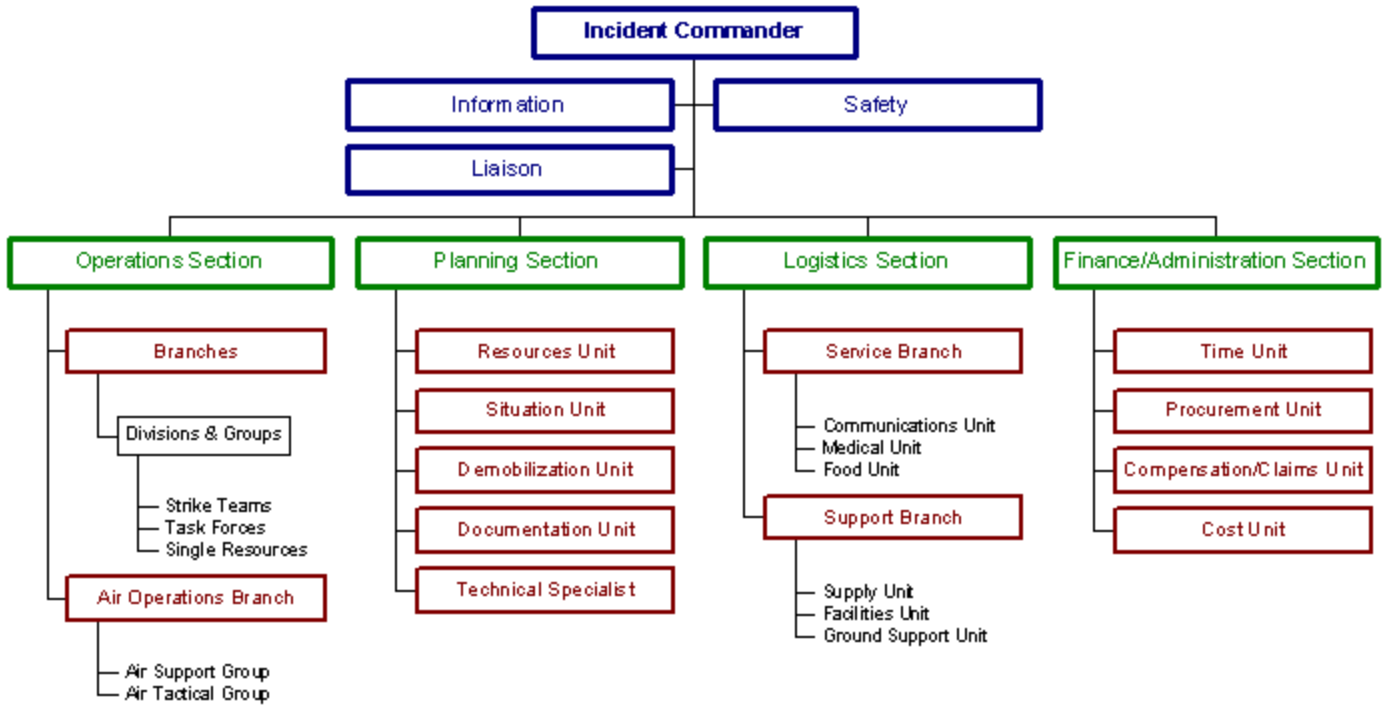 Incident Commander
Information
Safety
Liaison
Operations Section
Planning Section
Logistics Section
Finance/Administration Section
Branches
Divisions & Groups
Strike Teams
Task Forces
Single Resources
Air Operations Branch
Air Support Group
Air Tactical Group
Resources Unit
Situation Unit
Demobilization Unit
Documentation Unit
Technical Specialist
Service Branch
Communications Unit
Medical Unit
Food Unit
Support Branch
Supply Unit
Facilities Unit
Ground Support Unit
Time Unit
Procurement Unit
Compensation/Claims Unit
Cost Unit